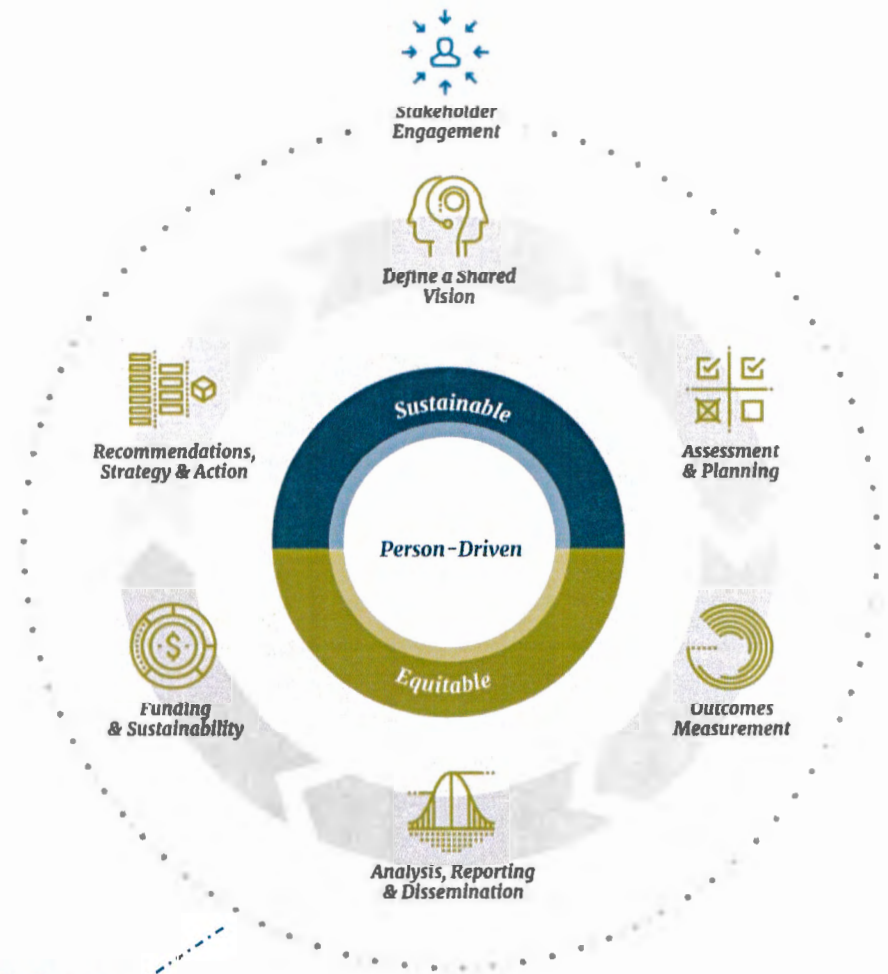 Stakeholder
Engagement
Define a Shared
Vision
Recommendations,
Strategy & Action
Assessment
& Planning
Sustainable
Person-Driven
Equitable
$
Funding
& Sustainability
Outcomes
Measurement
Analysis, Reporting
& Dissemination